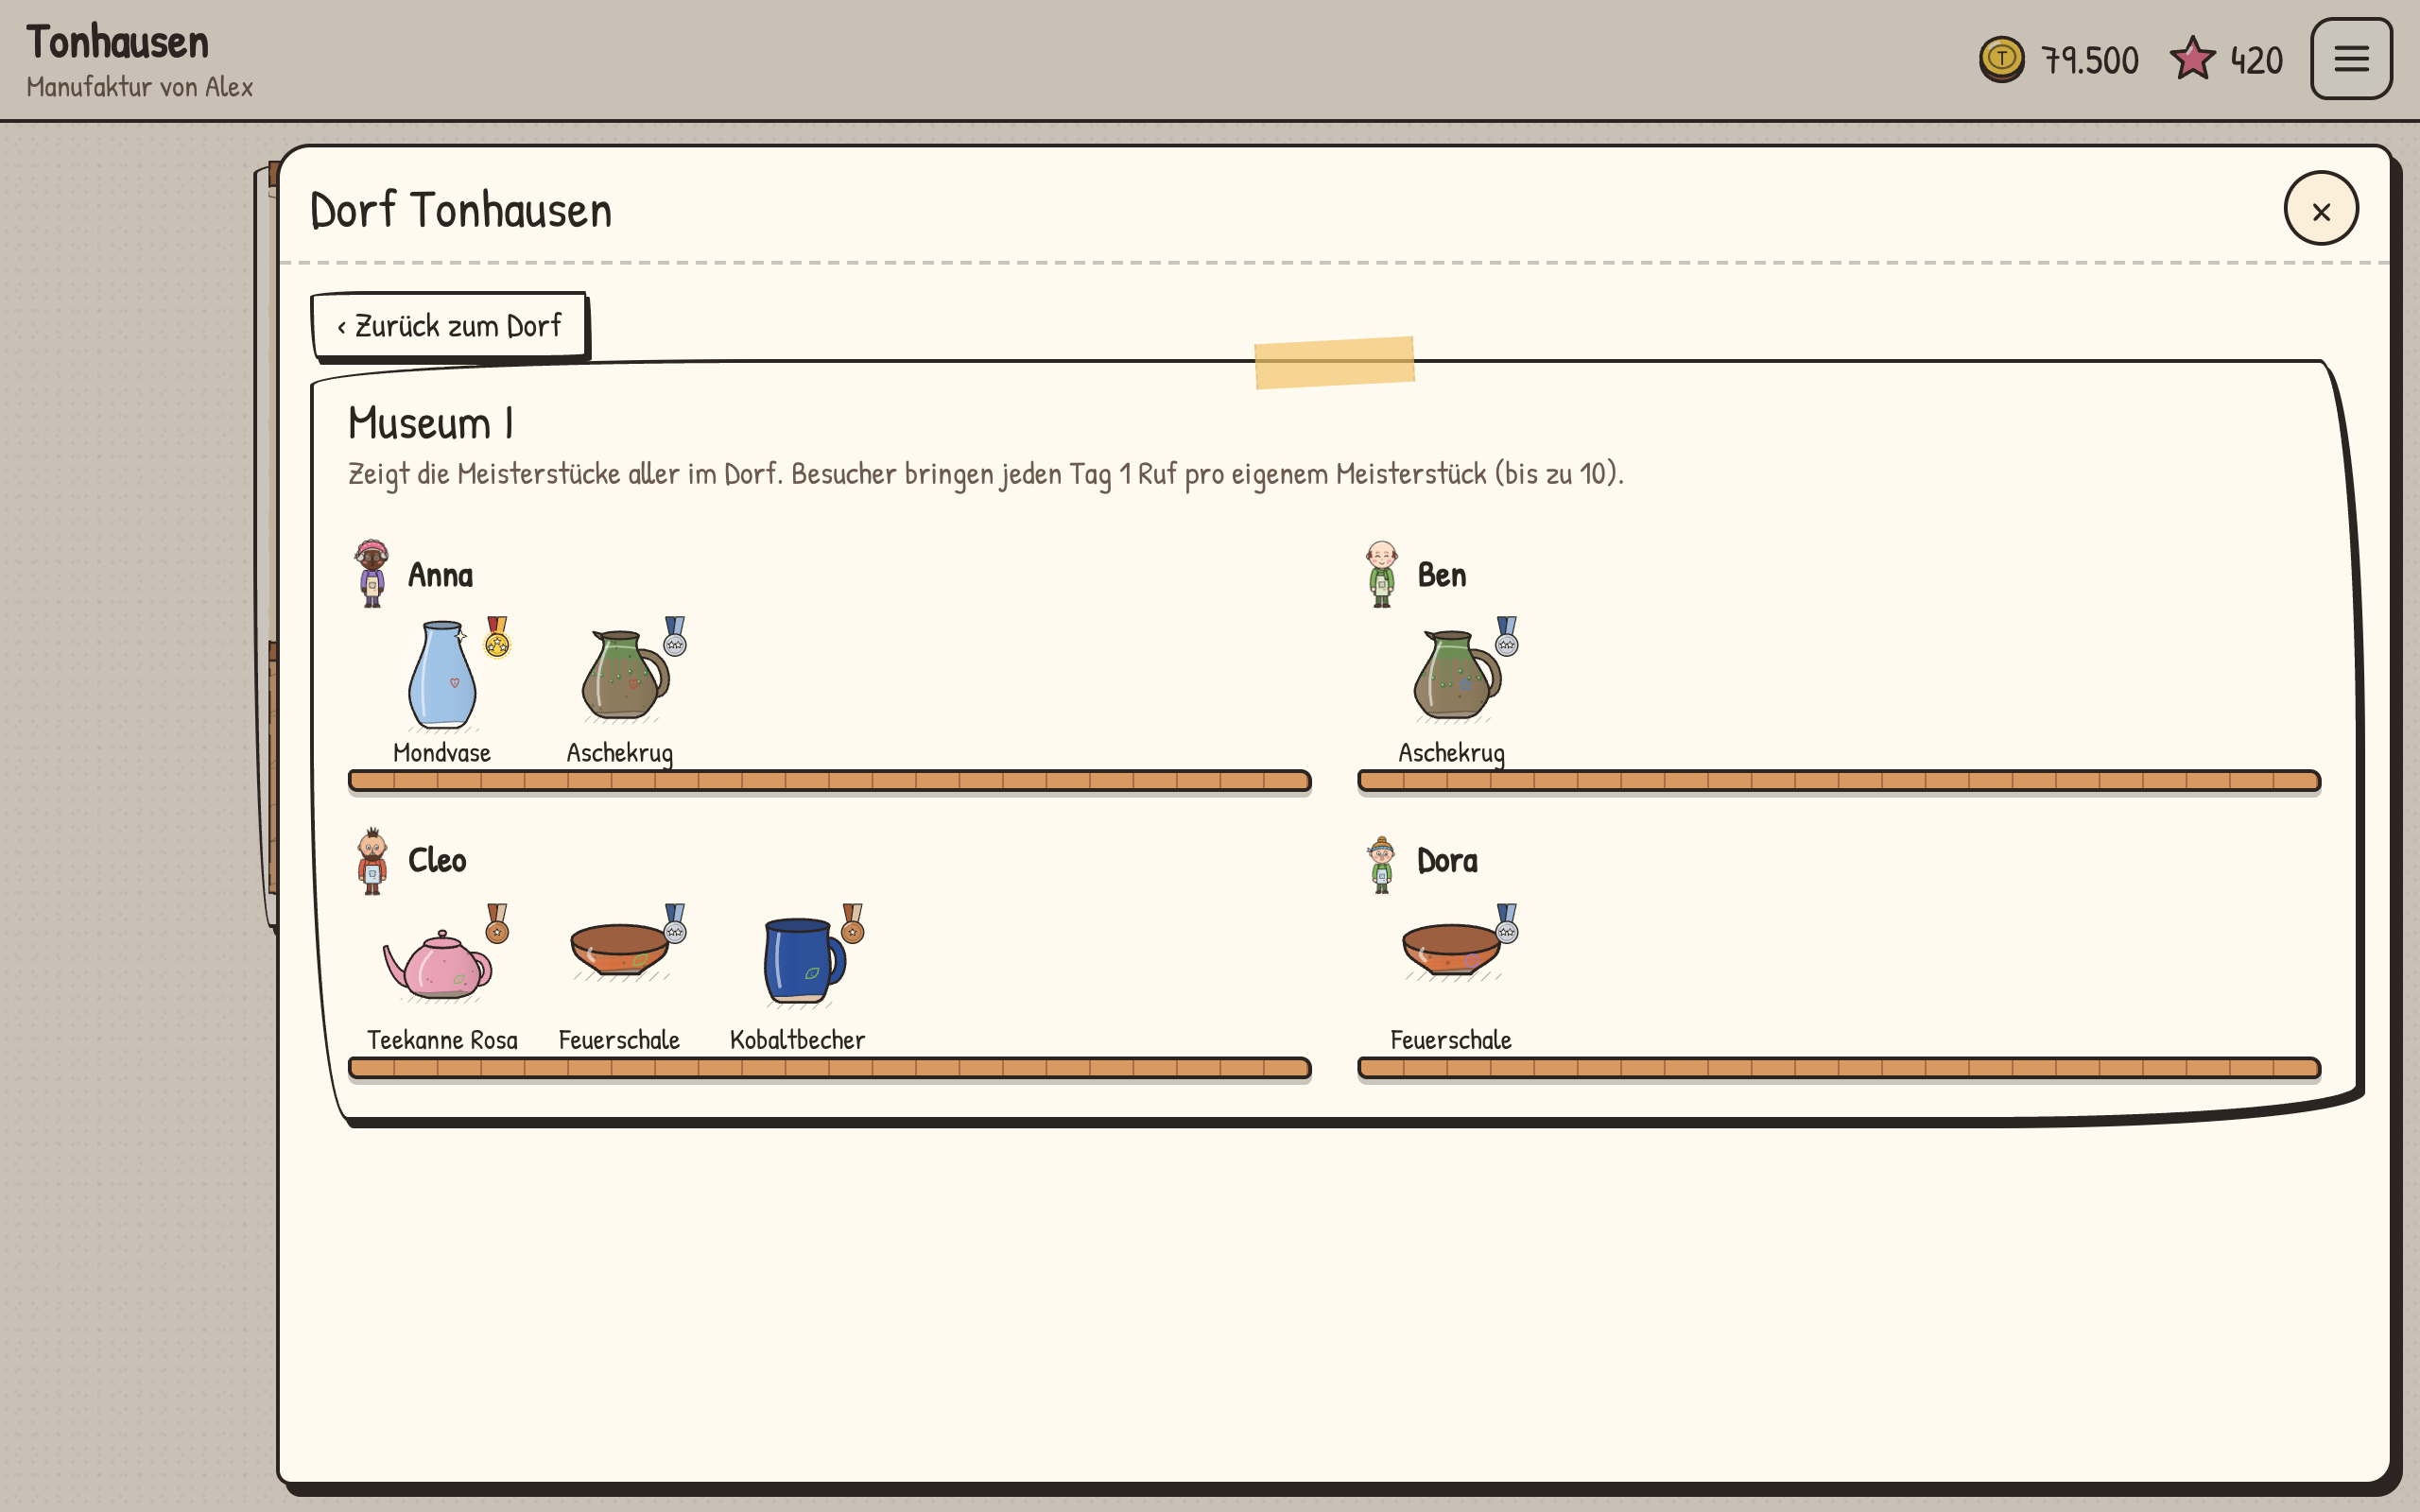 Tonhausen
Manufaktur von Alex
T 79.500 420
Dorf Tonhausen
×
‹ Zurück zum Dorf
Museum 1
Zeigt die Meisterstücke aller im Dorf. Besucher bringen jeden Tag 1 Ruf pro eigenem Meisterstück (bis zu 10).
Anna
Mondvase Aschekrug
Ben
Aschekrug
Cleo
Teekanne Rosa Feuerschale Kobaltbecher
Dora
Feuerschale